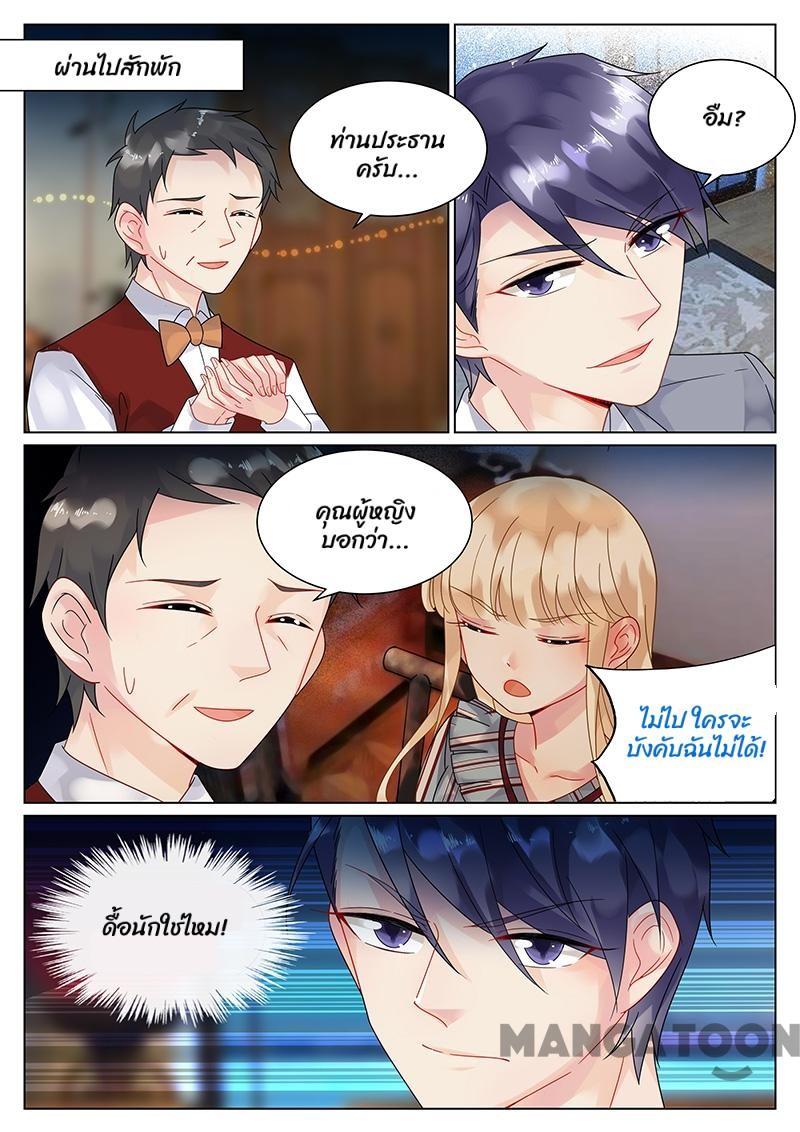 ผ่านไปสักพัก
ท่านประธาน
ครับ...
อืม?
คุณผู้หญิง
บอกว่า...
ไม่ไป ใครจะ
บังคับฉันไม่ได้!
ดื้อนักใช่ไหม!
MANGATOON